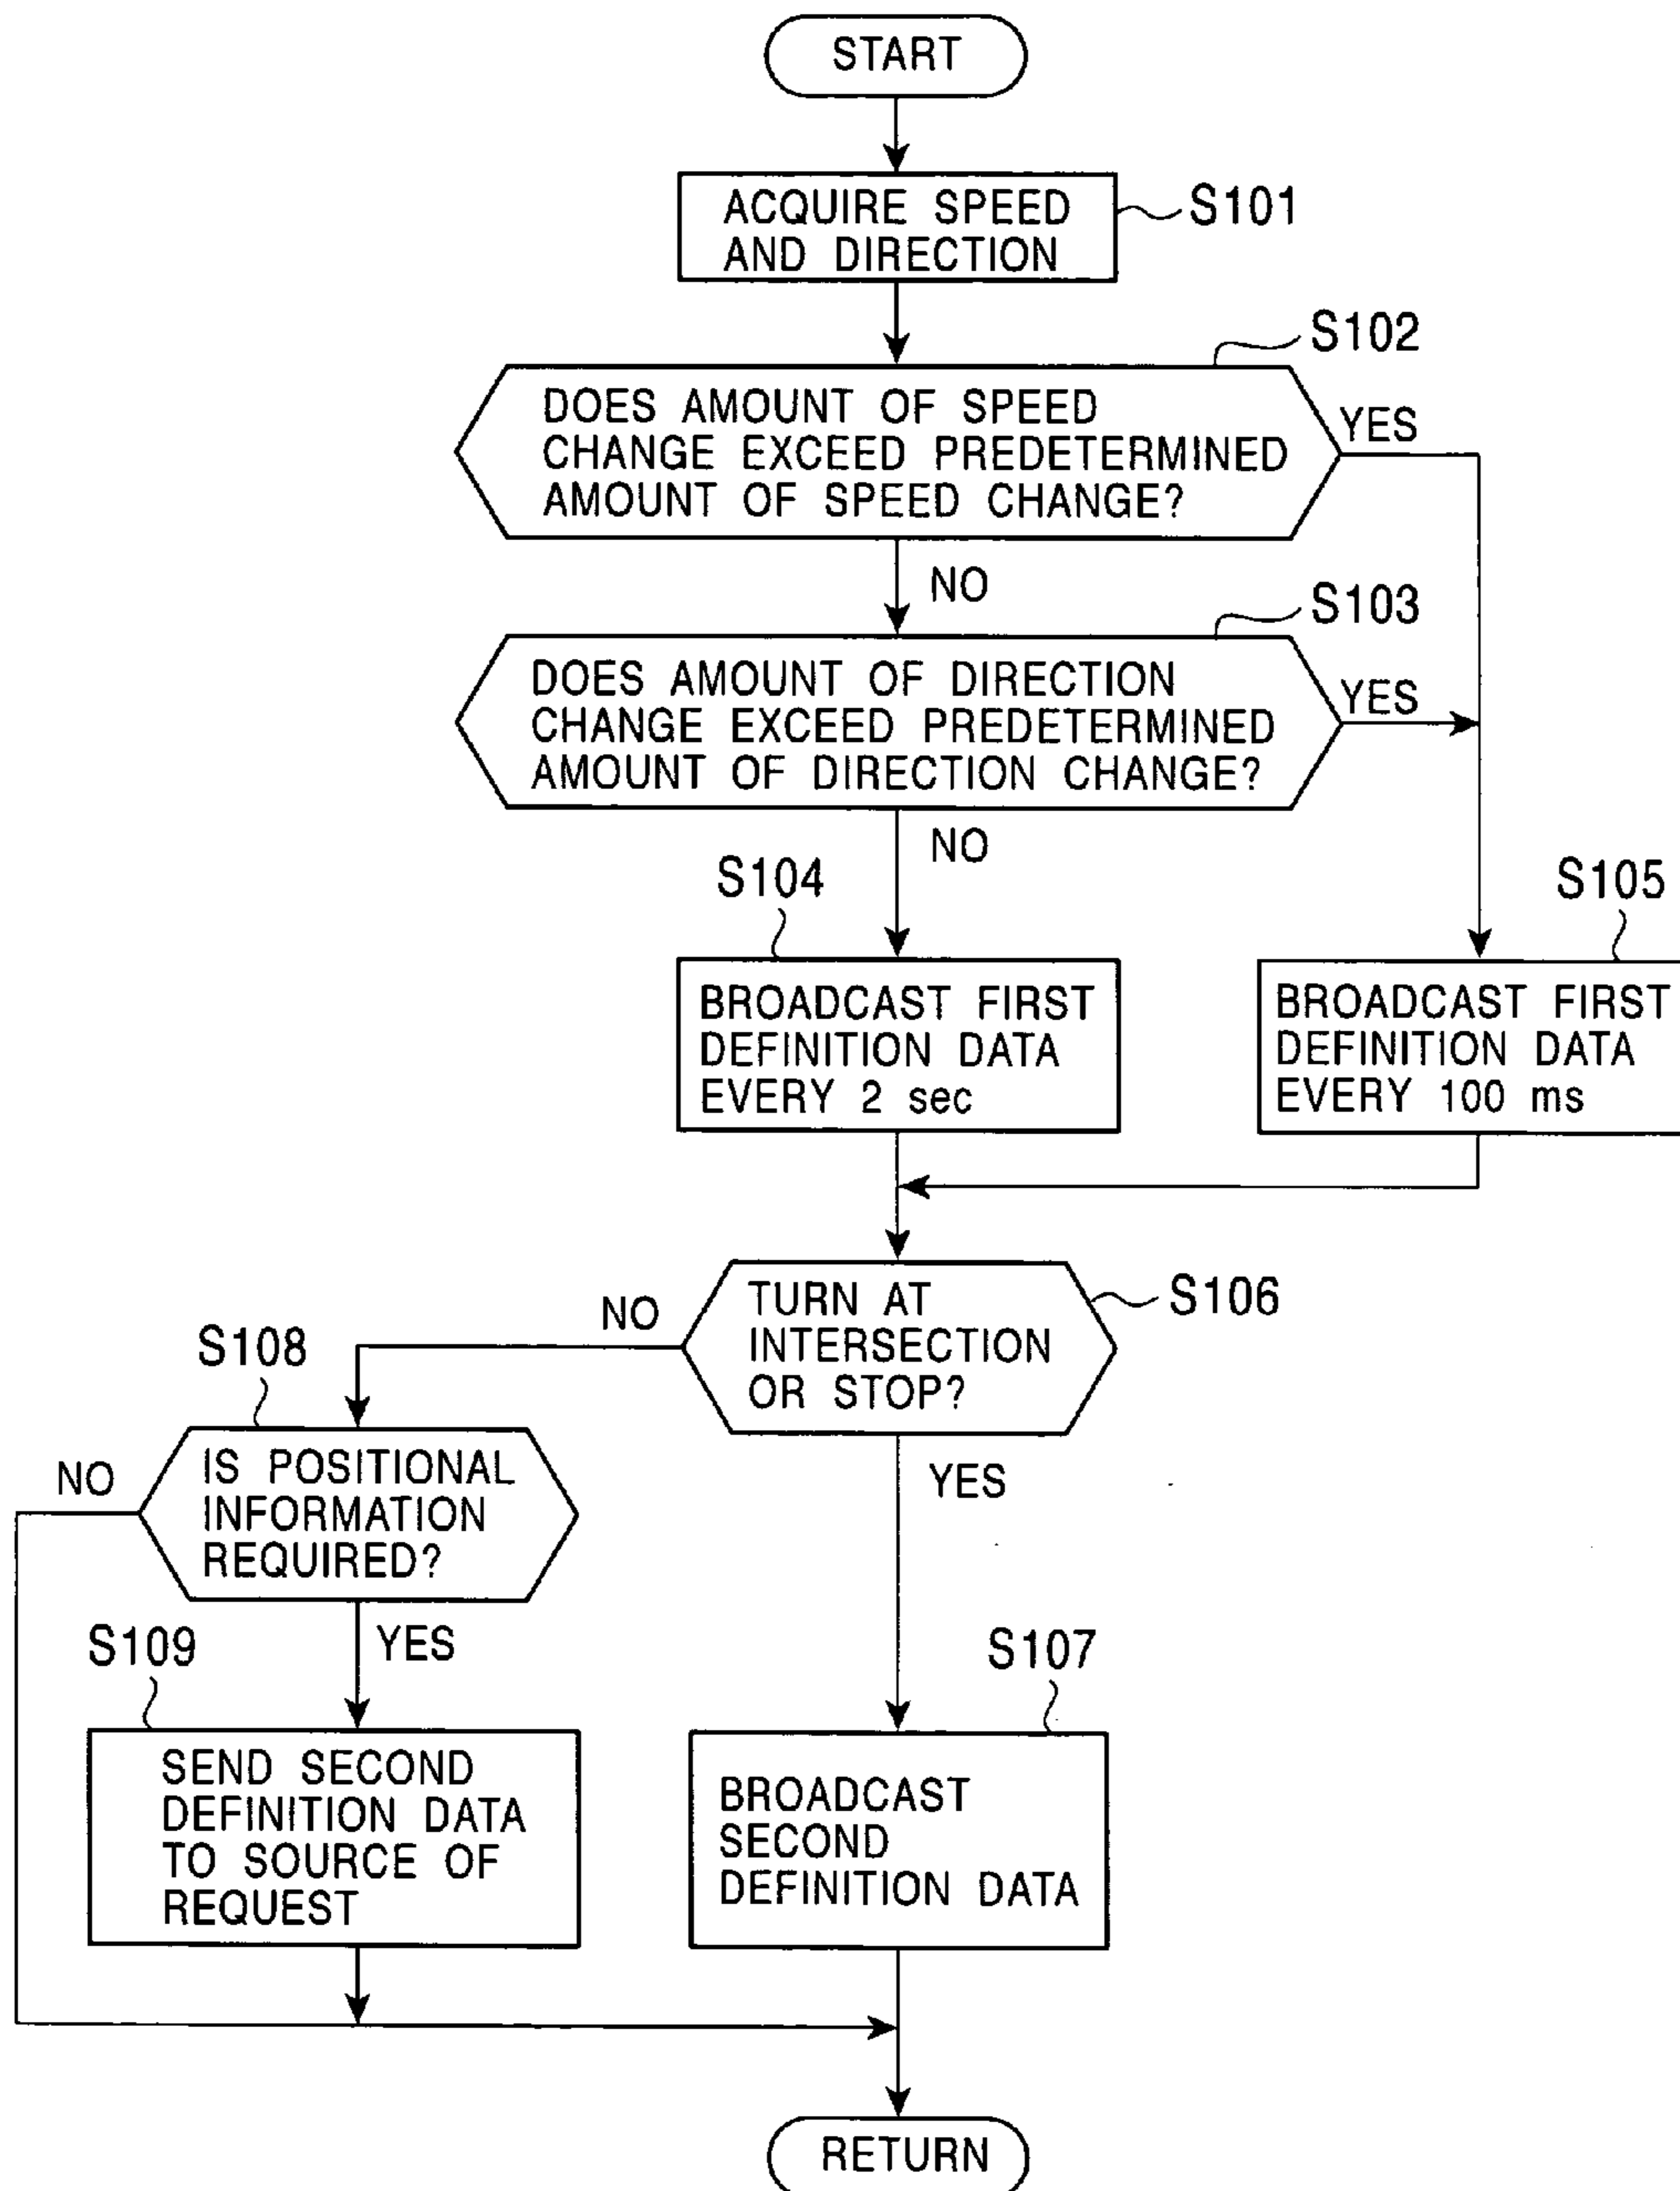 START
ACQUIRE SPEED
AND DIRECTION
S101
S102
DOES AMOUNT OF SPEED
CHANGE EXCEED PREDETERMINED
AMOUNT OF SPEED CHANGE?
YES
NO
S103
DOES AMOUNT OF DIRECTION
CHANGE EXCEED PREDETERMINED
AMOUNT OF DIRECTION CHANGE?
YES
NO
S104
BROADCAST FIRST
DEFINITION DATA
EVERY 2 sec
S105
BROADCAST FIRST
DEFINITION DATA
EVERY 100 ms
S106
TURN AT
INTERSECTION
OR STOP?
NO
YES
S108
IS POSITIONAL
INFORMATION
REQUIRED?
NO
YES
S109
SEND SECOND
DEFINITION DATA
TO SOURCE OF
REQUEST
S107
BROADCAST
SECOND
DEFINITION DATA
RETURN